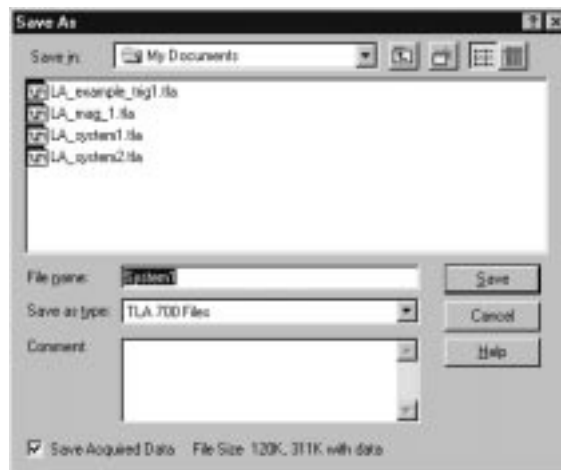 Save As
Save in: My Documents
LA_example_trig1.tla
LA_mag_1.tla
LA_system1.tla
LA_system2.tla
File name: System1
Save
Save as type: TLA 700 Files
Cancel
Comment
Help
Save Acquired Data File Size 120K, 311K with data